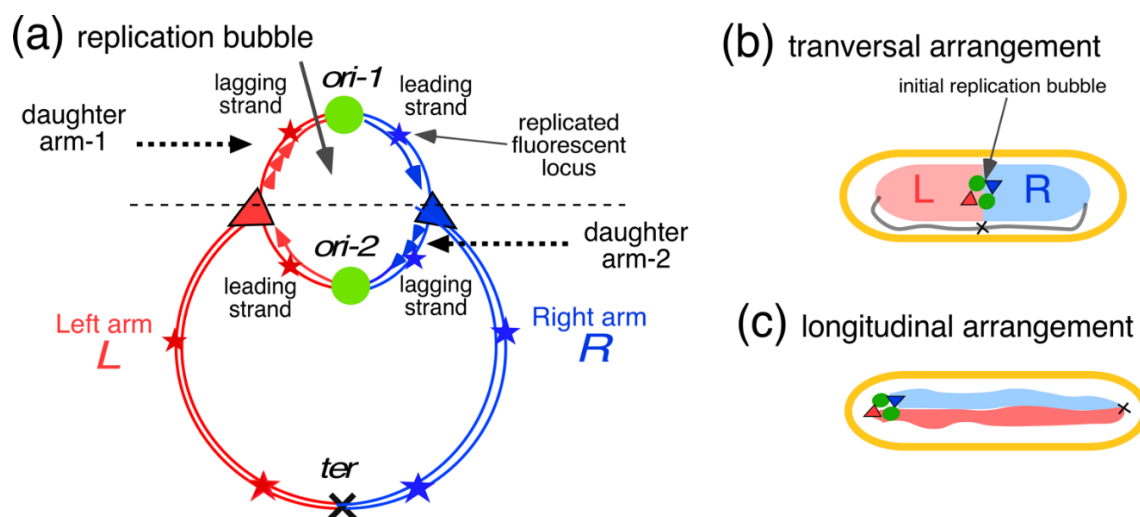 (a) replication bubble
lagging
strand
ori-1
leading
strand
daughter
arm-1
replicated
fluorescent
locus
ori-2
daughter
arm-2
leading
strand
lagging
strand
Left arm
L
Right arm
R
ter
(b) tranversal arrangement
initial replication bubble
L
R
(c) longitudinal arrangement